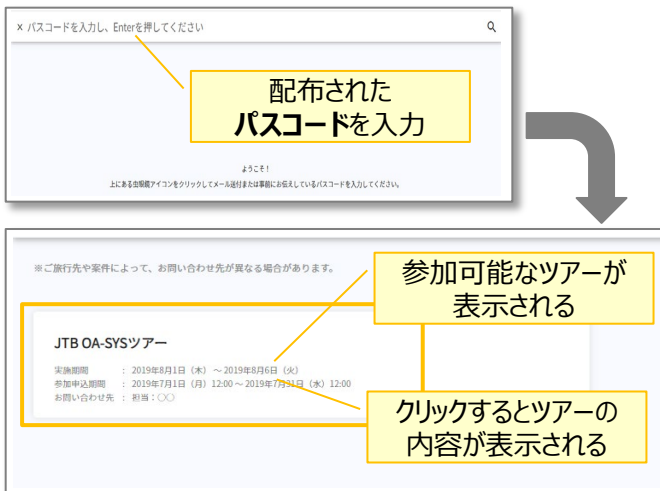 × パスコードを入力し、Enterを押してください
配布された
パスコードを入力
ようこそ！
上にある虫眼鏡アイコンをクリックしてメール送付または事前にお伝えしているパスコードを入力してください。
※ご旅行先や案件によって、お問い合わせ先が異なる場合があります。
参加可能なツアーが
表示される
JTB OA-SYSツアー
実施期間 : 2019年8月1日（木） ～2019年8月6日（火）
参加申込期間 : 2019年7月1日（月）12:00～2019年7月31日（水）12:00
お問い合わせ先 : 担当：○○
クリックするとツアーの
内容が表示される